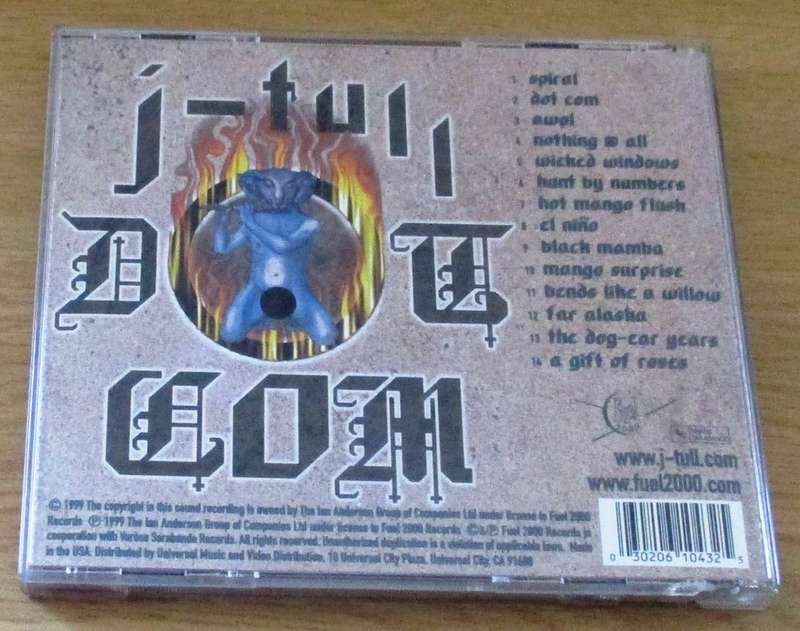 j-tull
DOT
COM
1 spiral
2 dot com
3 awol
4 nothing @ all
5 wicked windows
6 hunt by numbers
7 hot mango flush
8 el niño
9 black mamba
10 mango surprise
11 bends like a willow
12 far alaska
13 the dog-ear years
14 a gift of roses
Fuel
2000
www.j-tull.com
www.fuel2000.com
© 1999 The copyright in this sound recording is owned by The Ian Anderson Group of Companies Ltd under license to Fuel 2000
Records ℗ 1999 The Ian Anderson Group of Companies Ltd under license to Fuel 2000 Records. ©&℗ Fuel 2000 Records in
cooperation with Varèse Sarabande Records. All rights reserved. Unauthorized duplication is a violation of applicable laws. Made
in the USA. Distributed by Universal Music and Video Distribution, 10 Universal City Plaza, Universal City, CA 91608
0 30206 10432 5